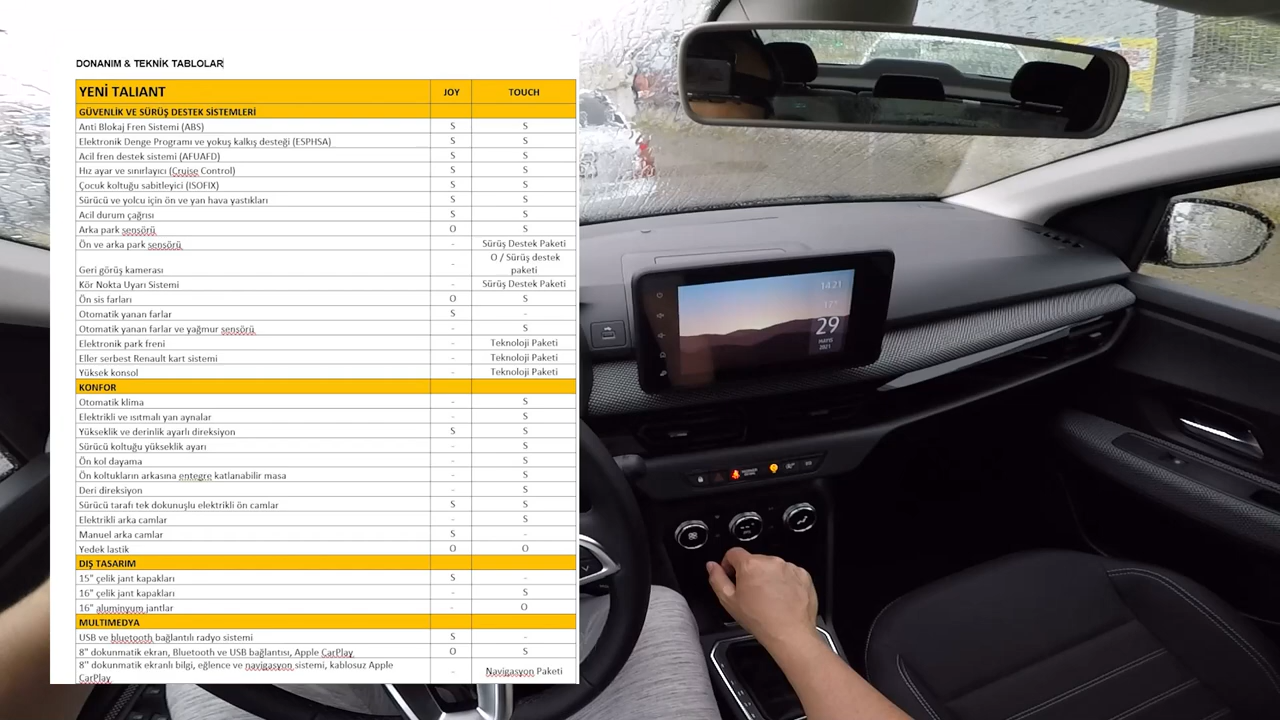 DONANIM & TEKNİK TABLOLAR
YENİ TALIANT JOY TOUCH
GÜVENLİK VE SÜRÜŞ DESTEK SİSTEMLERİ
Anti Blokaj Fren Sistemi (ABS) S S
Elektronik Denge Programı ve yokuş kalkış desteği (ESPHSA) S S
Acil fren destek sistemi (AFUAFD) S S
Hız ayar ve sınırlayıcı (Cruise Control) S S
Çocuk koltuğu sabitleyici (ISOFIX) S S
Sürücü ve yolcu için ön ve yan hava yastıkları S S
Acil durum çağrısı S S
Arka park sensörü O S
Ön ve arka park sensörü - Sürüş Destek Paketi
Geri görüş kamerası - O / Sürüş destek
paketi
Kör Nokta Uyarı Sistemi - Sürüş Destek Paketi
Ön sis farları O S
Otomatik yanan farlar S -
Otomatik yanan farlar ve yağmur sensörü - S
Elektronik park freni - Teknoloji Paketi
Eller serbest Renault kart sistemi - Teknoloji Paketi
Yüksek konsol - Teknoloji Paketi
KONFOR
Otomatik klima - S
Elektrikli ve ısıtmalı yan aynalar - S
Yükseklik ve derinlik ayarlı direksiyon S S
Sürücü koltuğu yükseklik ayarı - S
Ön kol dayama - S
Ön koltukların arkasına entegre katlanabilir masa - S
Deri direksiyon - S
Sürücü tarafı tek dokunuşlu elektrikli ön camlar S S
Elektrikli arka camlar - S
Manuel arka camlar S -
Yedek lastik O O
DIŞ TASARIM
15" çelik jant kapakları S -
16" çelik jant kapakları - S
16" aluminyum jantlar - O
MULTIMEDYA
USB ve bluetooth bağlantılı radyo sistemi S -
8" dokunmatik ekran, Bluetooth ve USB bağlantısı, Apple CarPlay O S
8" dokunmatik ekranlı bilgi, eğlence ve navigasyon sistemi, kablosuz Apple
CarPlay - Navigasyon Paketi
14:21
17°
29
MAYIS
2021